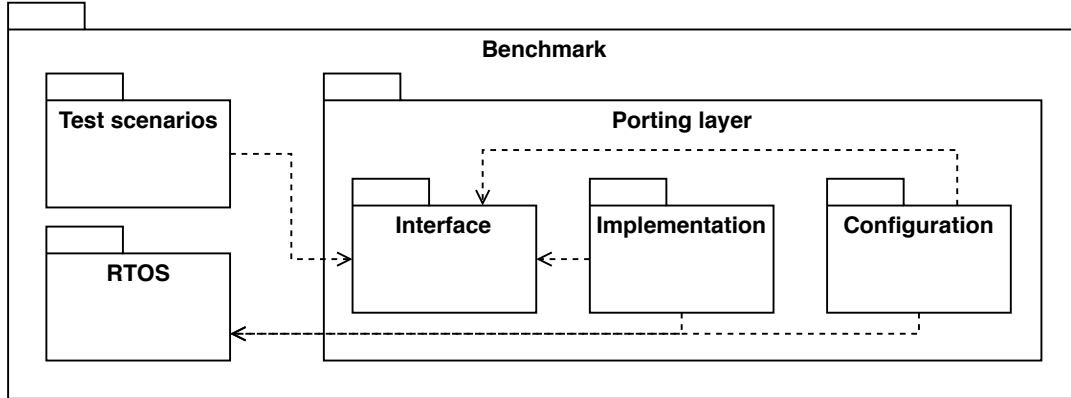 Benchmark
Test scenarios
Porting layer
Interface
Implementation
Configuration
RTOS